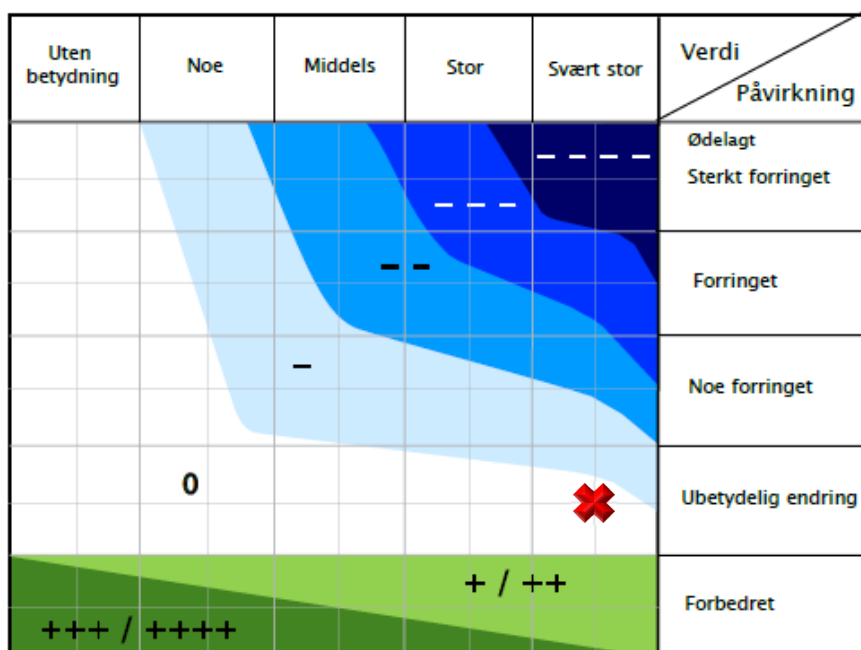 Uten betydning
Noe
Middels
Stor
Svært stor
Verdi
Påvirkning
Ødelagt
– – – –
Sterkt forringet
– – –
– –
Forringet
–
Noe forringet
0
Ubetydelig endring
+ / ++
Forbedret
+++ / ++++